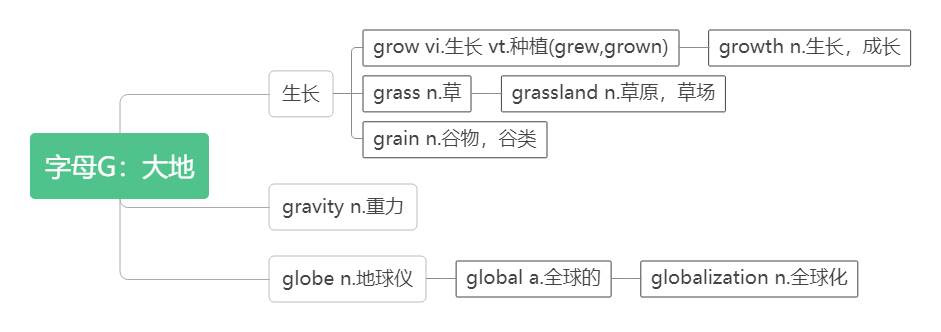 字母G：大地
生长
grow vi.生长 vt.种植(grew,grown)
growth n.生长，成长
grass n.草
grassland n.草原，草场
grain n.谷物，谷类
gravity n.重力
globe n.地球仪
global a.全球的
globalization n.全球化